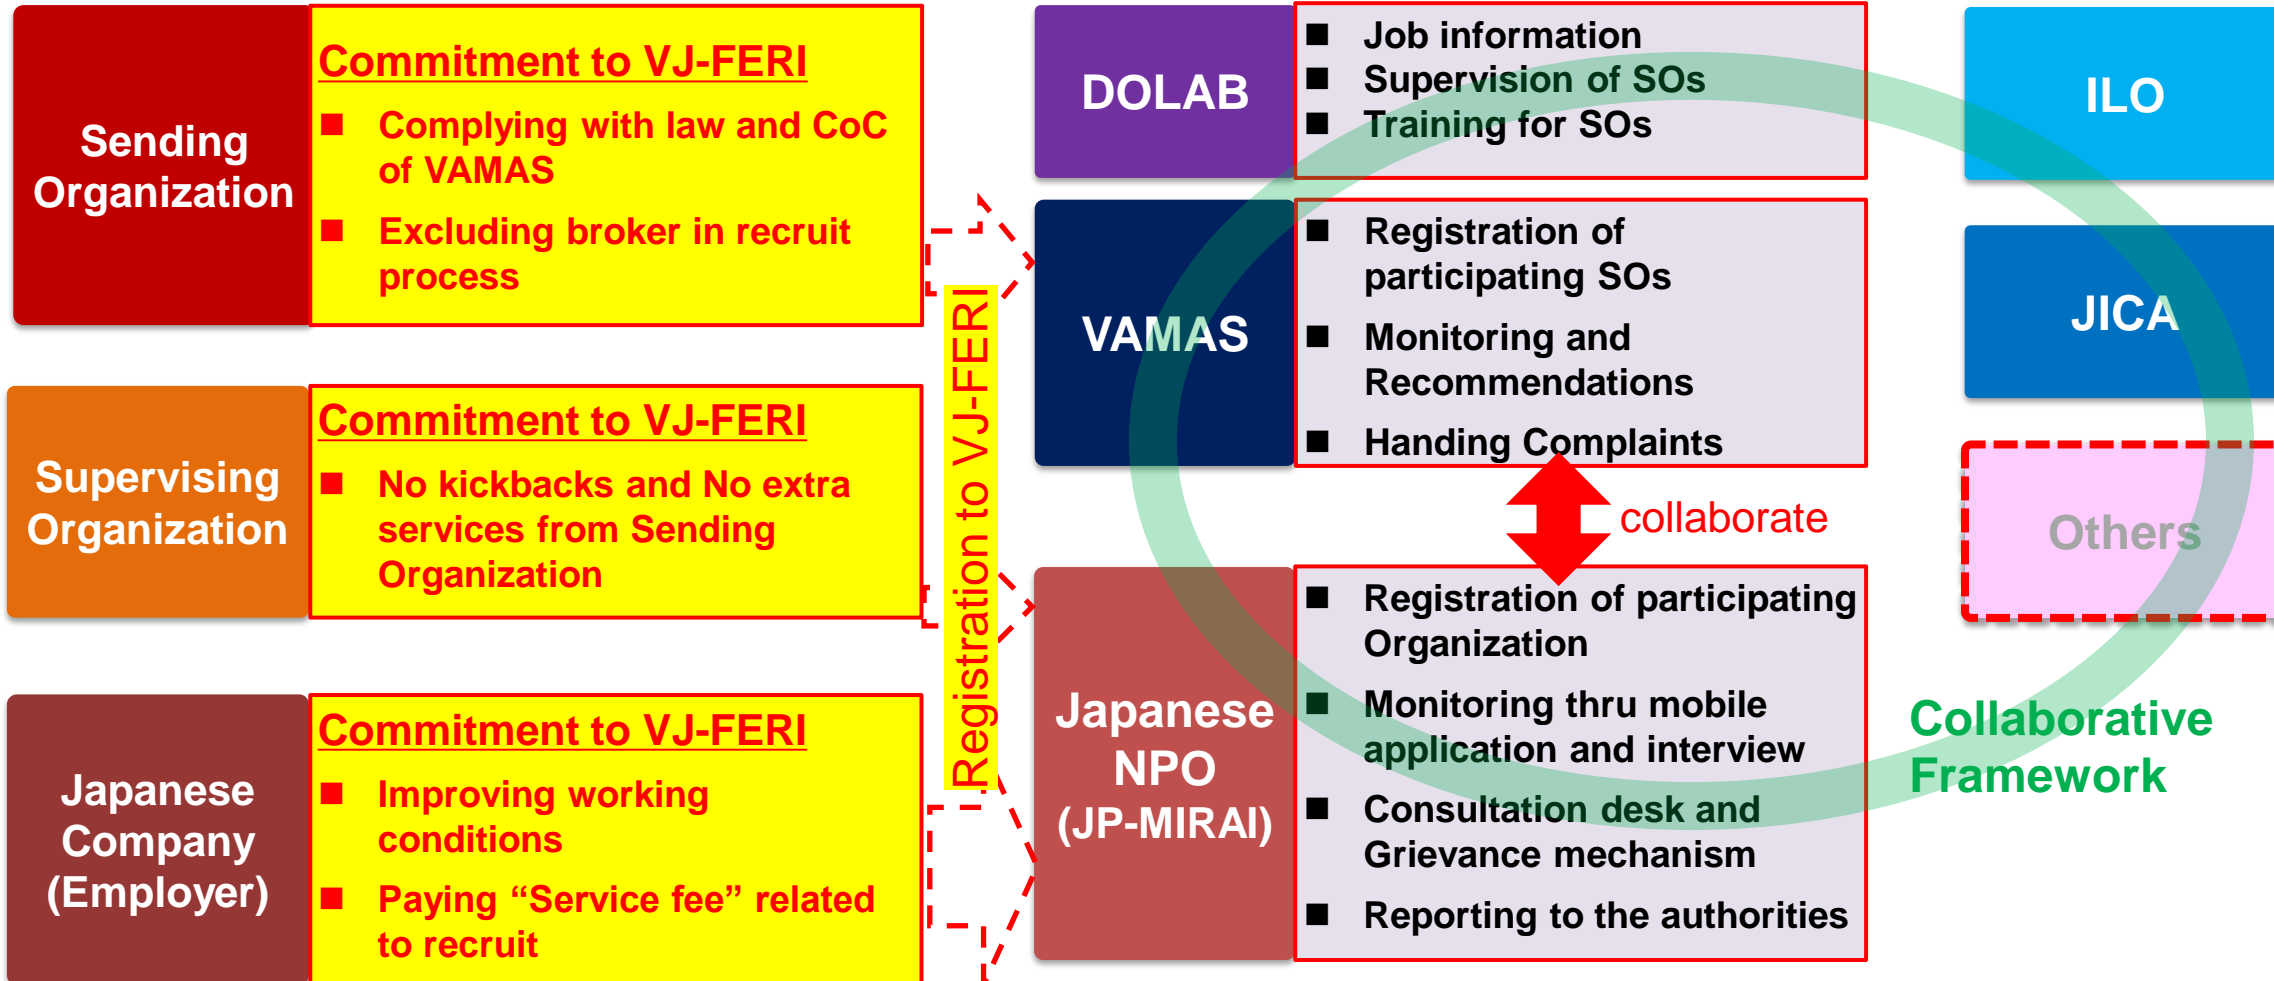 Sending
Organization
Commitment to VJ-FERI
■ Complying with law and CoC
of VAMAS
■ Excluding broker in recruit
process
Supervising
Organization
Commitment to VJ-FERI
■ No kickbacks and No extra
services from Sending
Organization
Japanese
Company
(Employer)
Commitment to VJ-FERI
■ Improving working
conditions
■ Paying “Service fee” related
to recruit
Registration to VJ-FERI
DOLAB
■ Job information
■ Supervision of SOs
■ Training for SOs
VAMAS
■ Registration of
participating SOs
■ Monitoring and
Recommendations
■ Handing Complaints
collaborate
Japanese
NPO
(JP-MIRAI)
■ Registration of participating
Organization
■ Monitoring thru mobile
application and interview
■ Consultation desk and
Grievance mechanism
■ Reporting to the authorities
ILO
JICA
Others
Collaborative
Framework